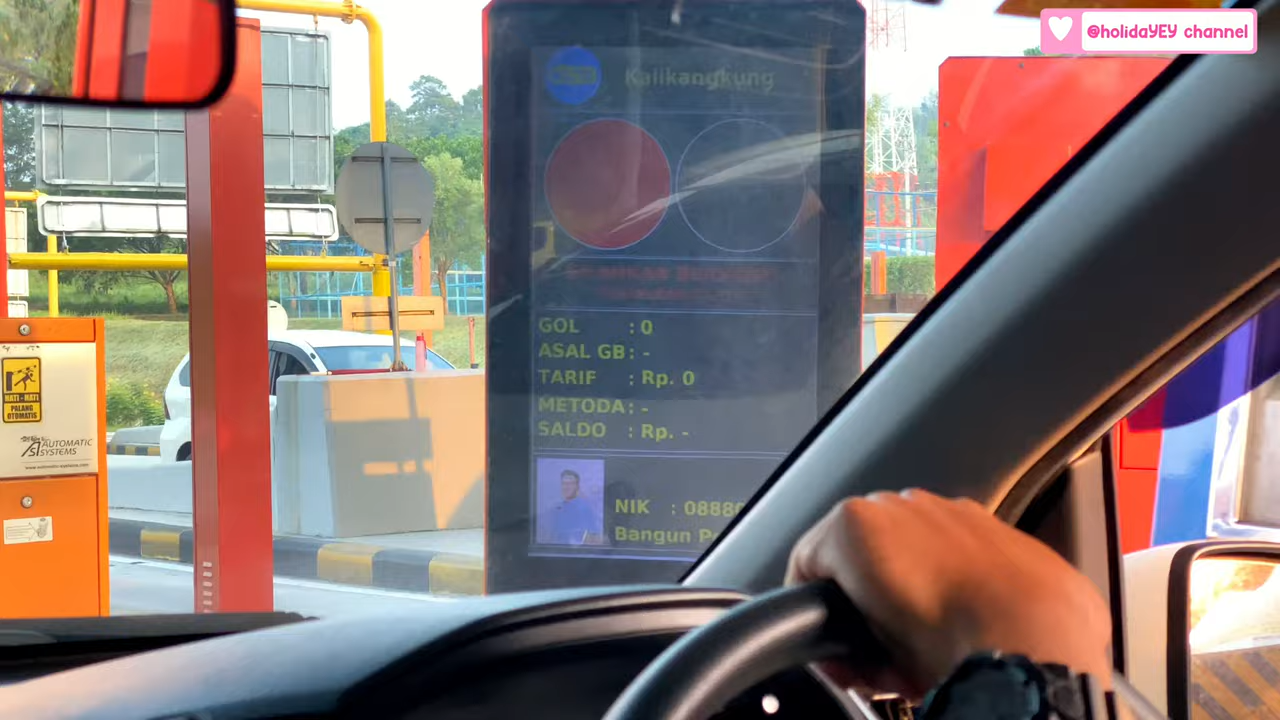 @holidaYEY channel
Kalikangkung
GOL : 0
ASAL GB : -
TARIF : Rp. 0
METODA : -
SALDO : Rp. -
NIK : 0888
Bangun
HATI - HATI
PALANG
OTOMATIS
AUTOMATIC
SYSTEMS